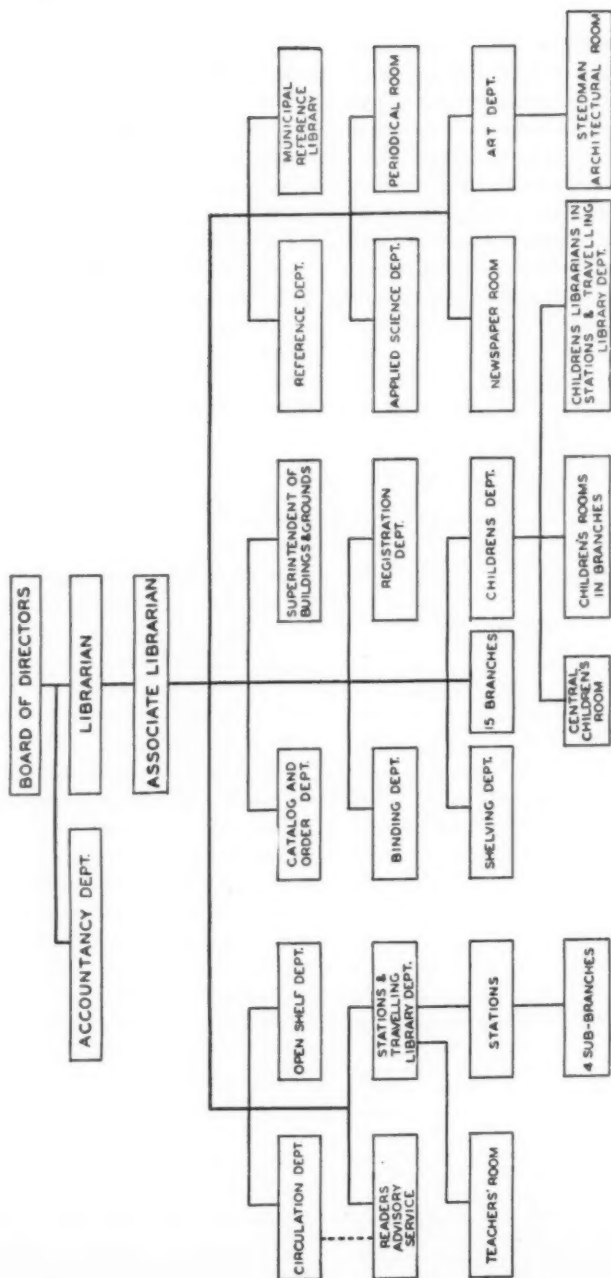 BOARD OF DIRECTORS
ACCOUNTANCY DEPT.
LIBRARIAN
ASSOCIATE LIBRARIAN
CIRCULATION DEPT
OPEN SHELF DEPT.
READERS
ADVISORY
SERVICE
STATIONS &
TRAVELLING
LIBRARY DEPT.
TEACHERS' ROOM
STATIONS
4 SUB-BRANCHES
CATALOG AND
ORDER DEPT.
SUPERINTENDENT OF
BUILDINGS & GROUNDS
BINDING DEPT.
REGISTRATION
DEPT.
SHELVING DEPT.
15 BRANCHES
CHILDRENS DEPT.
CENTRAL
CHILDREN'S
ROOM
CHILDREN'S ROOMS
IN BRANCHES
CHILDRENS LIBRARIANS IN
STATIONS & TRAVELLING
LIBRARY DEPT.
REFERENCE DEPT.
MUNICIPAL
REFERENCE
LIBRARY
APPLIED SCIENCE DEPT.
PERIODICAL ROOM
NEWSPAPER ROOM
ART DEPT.
STEEDMAN
ARCHITECTURAL ROOM